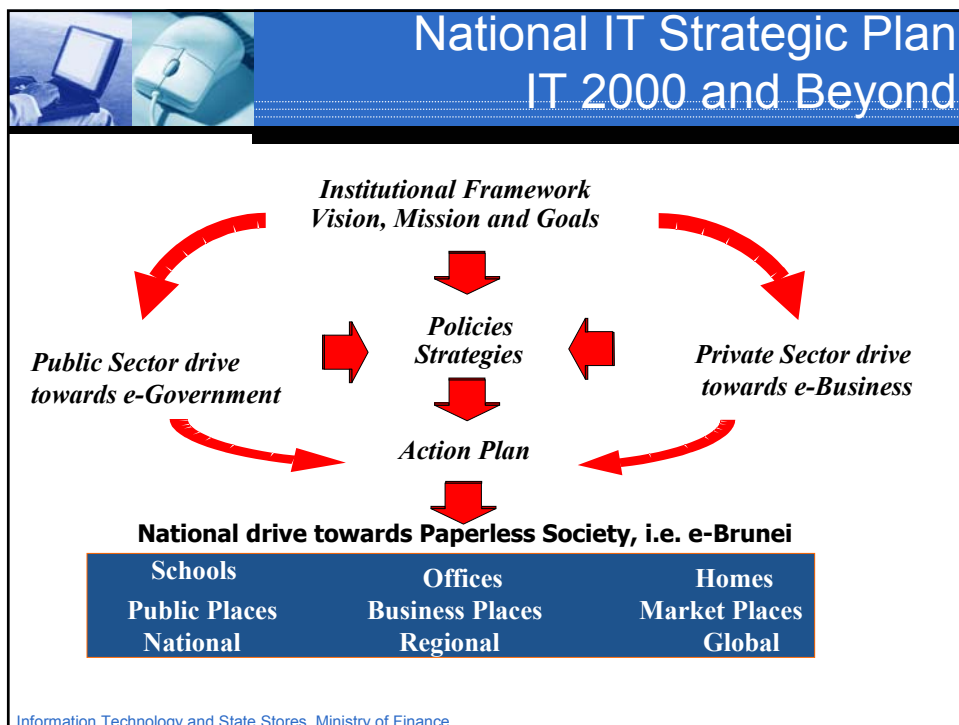 National IT Strategic Plan
IT 2000 and Beyond
Institutional Framework
Vision, Mission and Goals
Policies
Strategies
Public Sector drive
towards e-Government
Private Sector drive
towards e-Business
Action Plan
National drive towards Paperless Society, i.e. e-Brunei
Schools Offices Homes
Public Places Business Places Market Places
National Regional Global
Information Technology and State Stores, Ministry of Finance